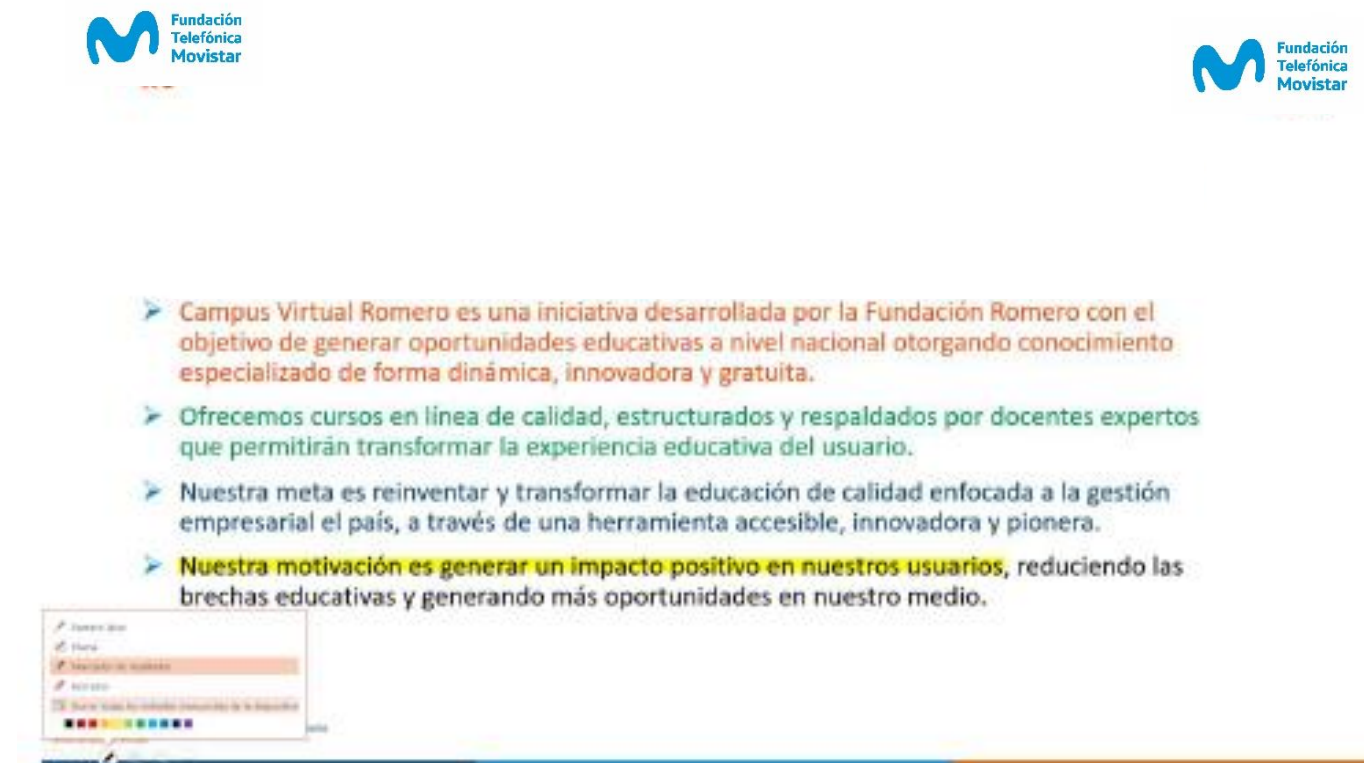 Fundación
Telefónica
Movistar
Fundación
Telefónica
Movistar
➢ Campus Virtual Romero es una iniciativa desarrollada por la Fundación Romero con el
objetivo de generar oportunidades educativas a nivel nacional otorgando conocimiento
especializado de forma dinámica, innovadora y gratuita.
➢ Ofrecemos cursos en línea de calidad, estructurados y respaldados por docentes expertos
que permitirán transformar la experiencia educativa del usuario.
➢ Nuestra meta es reinventar y transformar la educación de calidad enfocada a la gestión
empresarial el país, a través de una herramienta accesible, innovadora y pionera.
➢ Nuestra motivación es generar un impacto positivo en nuestros usuarios, reduciendo las
brechas educativas y generando más oportunidades en nuestro medio.